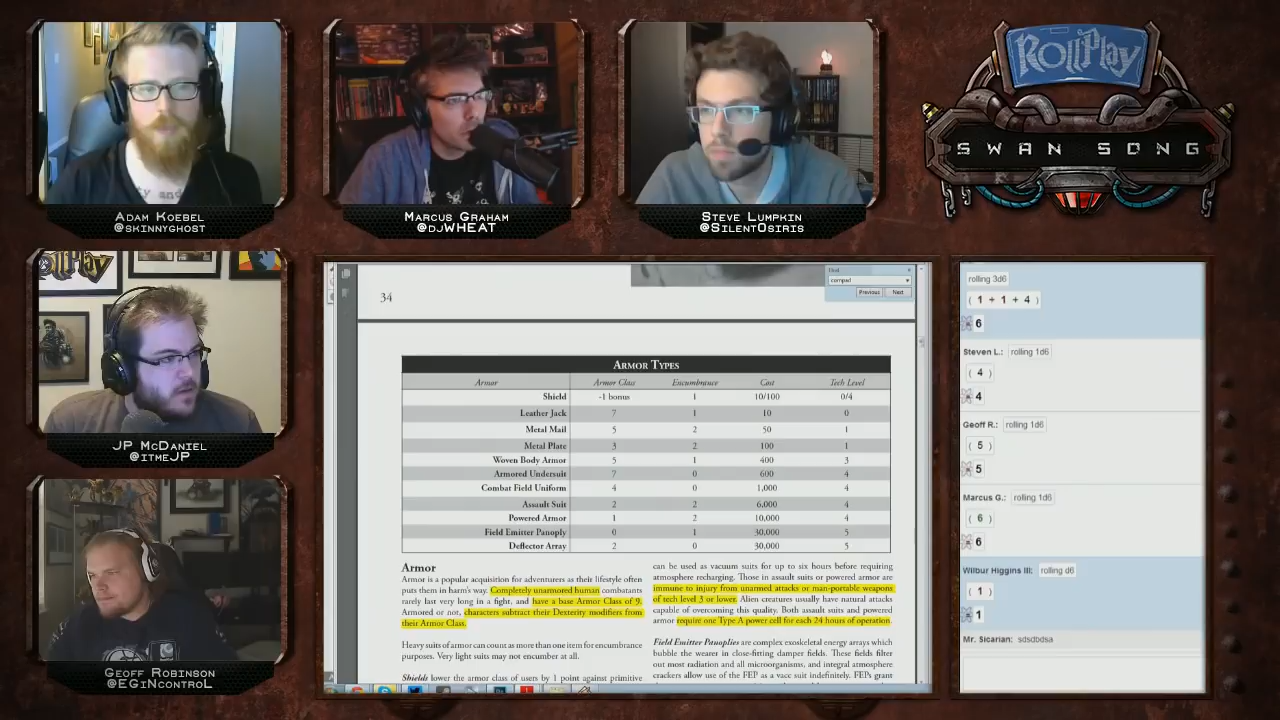 ROLLPLAY
SWAN SONG
ADAM KOEBEL
@SKINNYGHOST
MARCUS GRAHAM
@DJWHEAT
STEVE LUMPKIN
@SILENTOSIRIS
JP MCDANIEL
@ITMEJP
GEOFF ROBINSON
@EGINCONTROL
34
Previous Next
ARMOR TYPES
Armor Armor Class Encumbrance Cost Tech Level
Shield -1 bonus 1 10/100 0/4
Leather Jack 7 1 10 0
Metal Mail 5 2 50 1
Metal Plate 3 2 100 1
Woven Body Armor 5 1 400 3
Armored Undersuit 7 0 600 4
Combat Field Uniform 4 0 1,000 4
Assault Suit 2 2 6,000 4
Powered Armor 1 2 10,000 4
Field Emitter Panoply 0 1 30,000 5
Deflector Array 2 0 30,000 5
Armor
Armor is a popular acquisition for adventurers as their lifestyle often
puts them in harm's way. Completely unarmored human combatants
rarely last very long in a fight, and have a base Armor Class of 9.
Armored or not, characters subtract their Dexterity modifiers from
their Armor Class.
Heavy suits of armor can count as more than one item for encumbrance
purposes. Very light suits may not encumber at all.
Shields lower the armor class of users by 1 point against primitive
can be used as vacuum suits for up to six hours before requiring
atmosphere recharging. Those in assault suits or powered armor are
immune to injury from unarmed attacks or man-portable weapons
of tech level 3 or lower. Alien creatures usually have natural attacks
capable of overcoming this quality. Both assault suits and powered
armor require one Type A power cell for each 24 hours of operation.
Field Emitter Panoplies are complex exoskeletal energy arrays which
bubble the wearer in close-fitting damper fields. These fields filter
out most radiation and all microorganisms, and integral atmosphere
crackers allow use of the FEP as a vacc suit indefinitely. FEPs grant
rolling 3d6
( 1 + 1 + 4 )
6
Steven L.: rolling 1d6
( 4 )
4
Geoff R.: rolling 1d6
( 5 )
5
Marcus G.: rolling 1d6
( 6 )
6
Wilbur Higgins III: rolling d6
( 1 )
1
Mr. Sicarian: sdsdbdsa